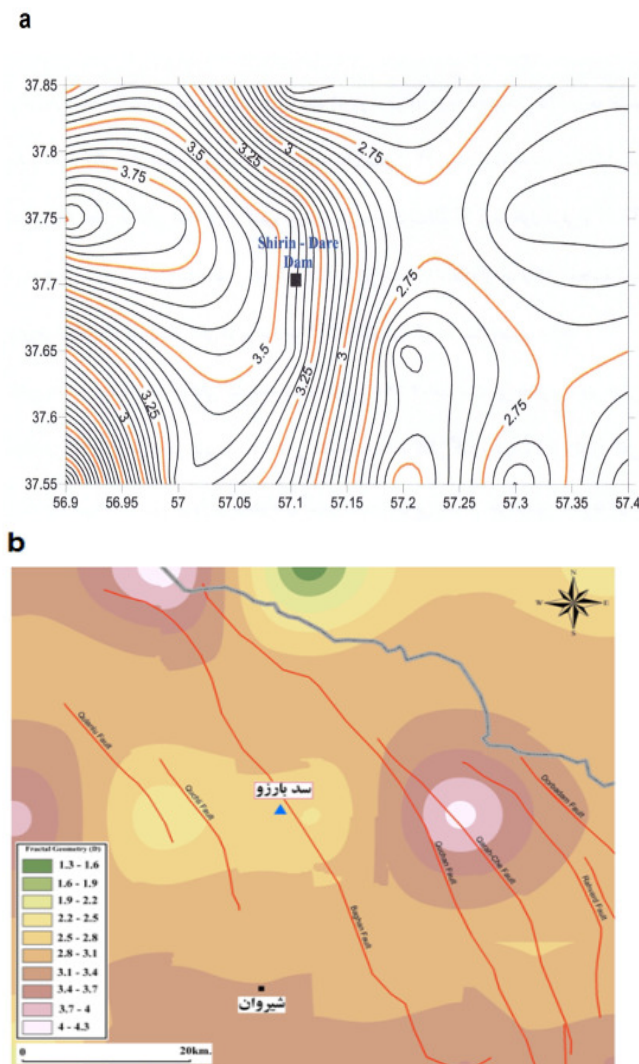 a
37.85
37.8
37.75
37.7
37.65
37.6
37.55
56.9
56.95
57
57.05
57.1
57.15
57.2
57.25
57.3
57.35
57.4
3.75
3.5
3.25
3
2.75
Shirin - Dare
Dam
2.75
3.5
3
3.25
3.25
3
2.75
b
N
W
E
S
Qulanlu Fault
Quchli Fault
سد بارزو
Baghan Fault
Quchan Fault
Dorbadam Fault
شیروان
Fractal Geometry (D)
1.3 - 1.6
1.6 - 1.9
1.9 - 2.2
2.2 - 2.5
2.5 - 2.8
2.8 - 3.1
3.1 - 3.4
3.4 - 3.7
3.7 - 4
4 - 4.3
0
20km.